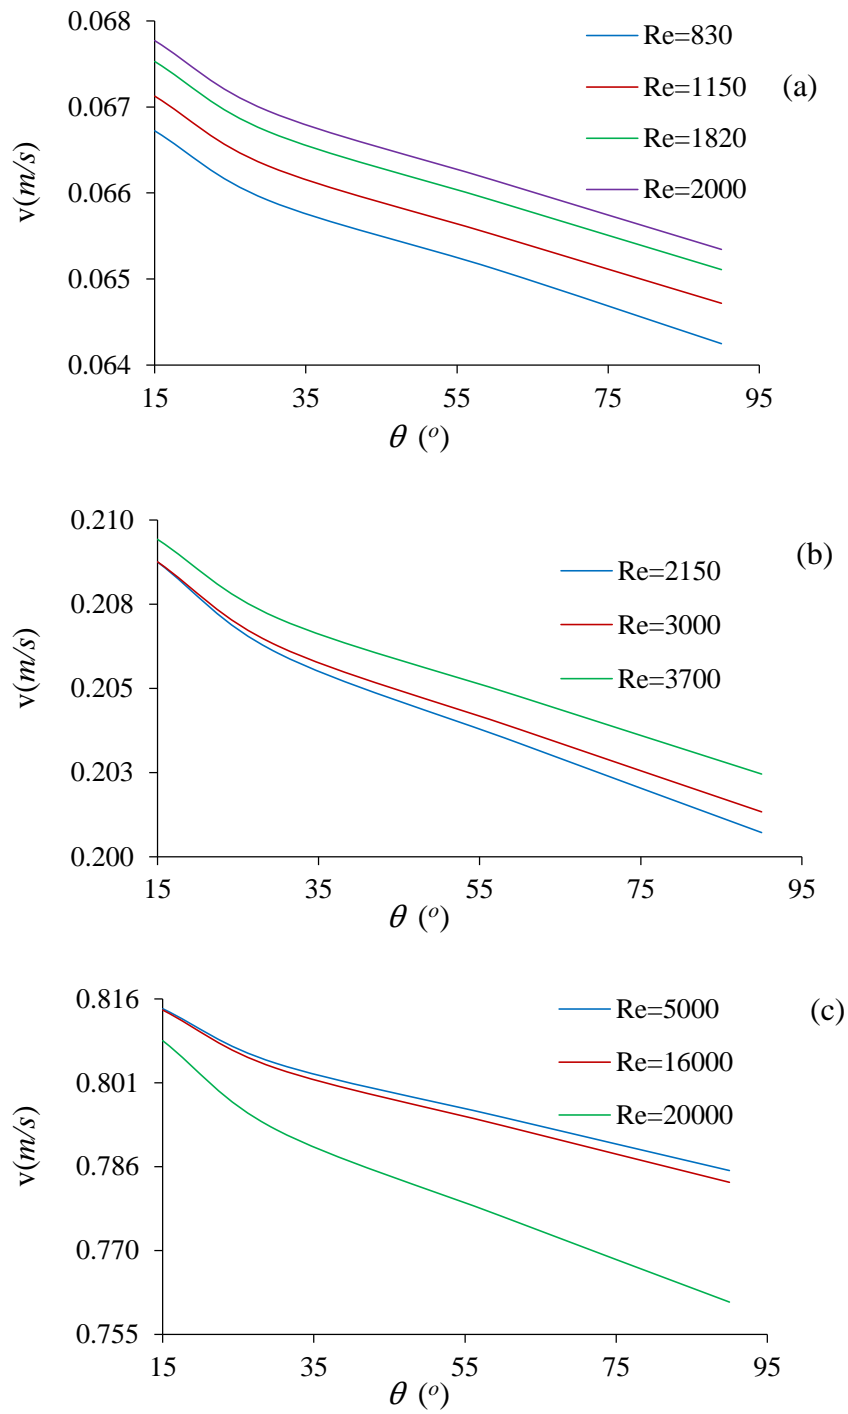 0.068
0.067
0.066
0.065
0.064
v(m/s)
15 35 55 75 95
θ (o)
Re=830
Re=1150
Re=1820
Re=2000
(a)
0.210
0.208
0.205
0.203
0.200
v(m/s)
15 35 55 75 95
θ (o)
Re=2150
Re=3000
Re=3700
(b)
0.816
0.801
0.786
0.770
0.755
v(m/s)
15 35 55 75 95
θ (o)
Re=5000
Re=16000
Re=20000
(c)